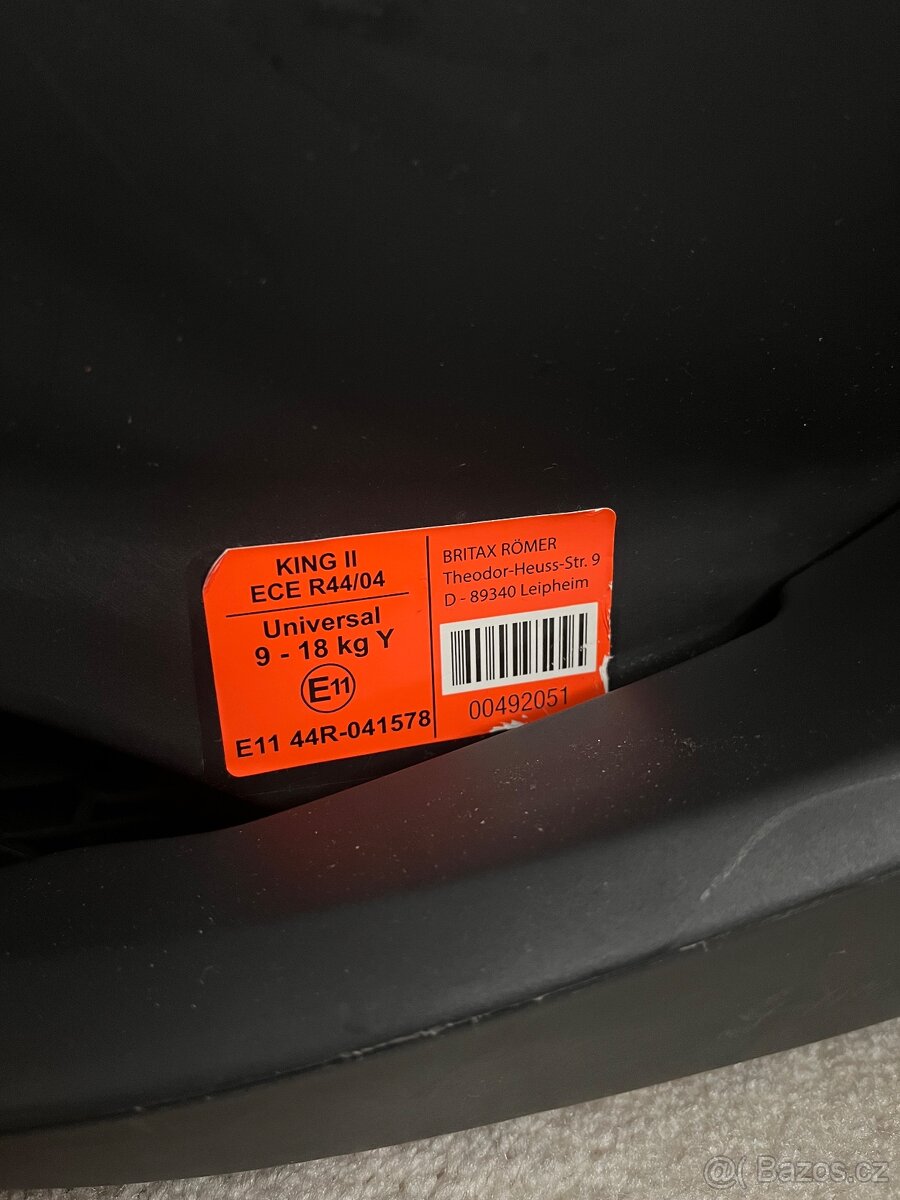 KING II
ECE R44/04
Universal
9 - 18 kg Y
E11
E11 44R-041578
BRITAX RÖMER
Theodor-Heuss-Str. 9
D - 89340 Leipheim
00492051
Bazos.cz